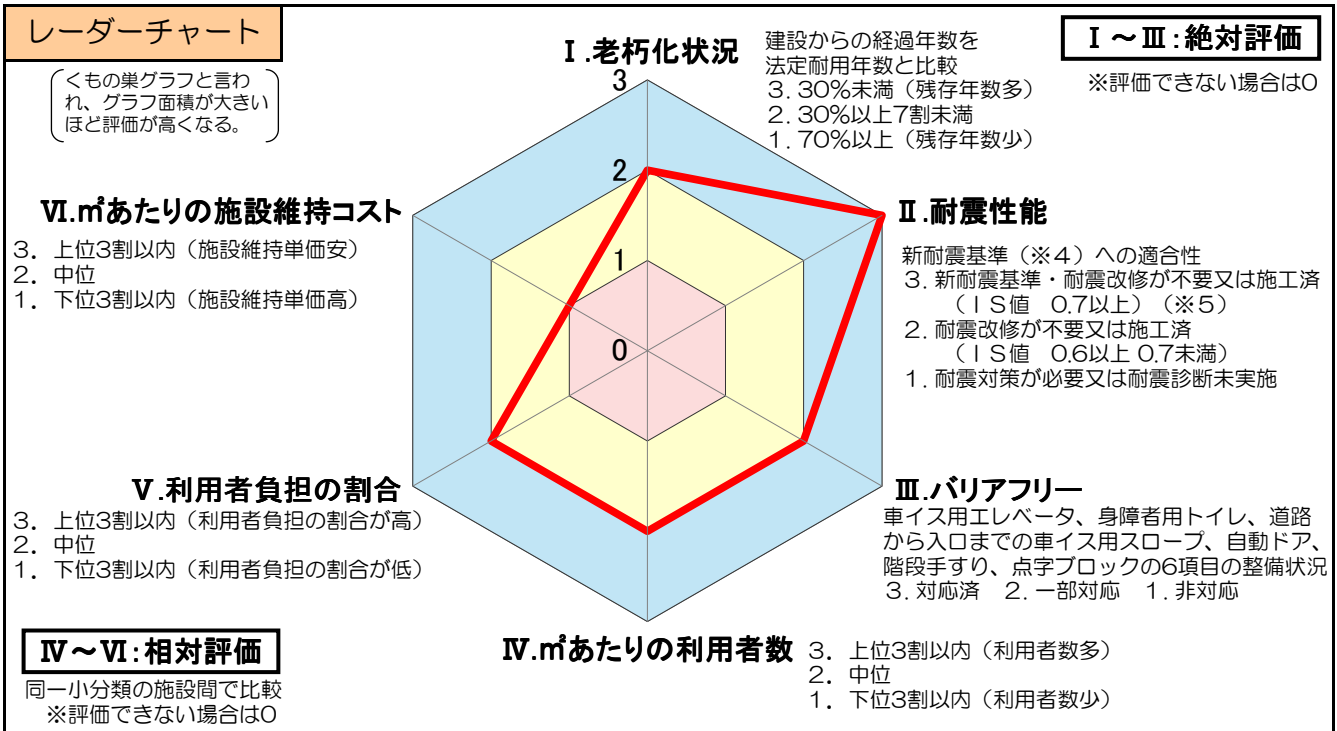 レーダーチャート
くもの巣グラフと言わ
れ、グラフ面積が大きい
ほど評価が高くなる。
Ⅰ.老朽化状況
建設からの経過年数を
法定耐用年数と比較
3. 30%未満（残存年数多）
2. 30%以上7割未満
1. 70%以上（残存年数少）
Ⅰ～Ⅲ:絶対評価
※評価できない場合は0
3
2
1
0
Ⅵ.㎡あたりの施設維持コスト
3. 上位3割以内（施設維持単価安）
2. 中位
1. 下位3割以内（施設維持単価高）
Ⅱ.耐震性能
新耐震基準（※4）への適合性
3. 新耐震基準・耐震改修が不要又は施工済
（ＩＳ値　0.7以上）（※5）
2. 耐震改修が不要又は施工済
（ＩＳ値　0.6以上 0.7未満）
1. 耐震対策が必要又は耐震診断未実施
Ⅴ.利用者負担の割合
3. 上位3割以内（利用者負担の割合が高）
2. 中位
1. 下位3割以内（利用者負担の割合が低）
Ⅲ.バリアフリー
車イス用エレベータ、身障者用トイレ、道路
から入口までの車イス用スロープ、自動ドア、
階段手すり、点字ブロックの6項目の整備状況
3. 対応済　2. 一部対応　1. 非対応
Ⅳ～Ⅵ:相対評価
同一小分類の施設間で比較
※評価できない場合は0
Ⅳ.㎡あたりの利用者数
3. 上位3割以内（利用者数多）
2. 中位
1. 下位3割以内（利用者数少）